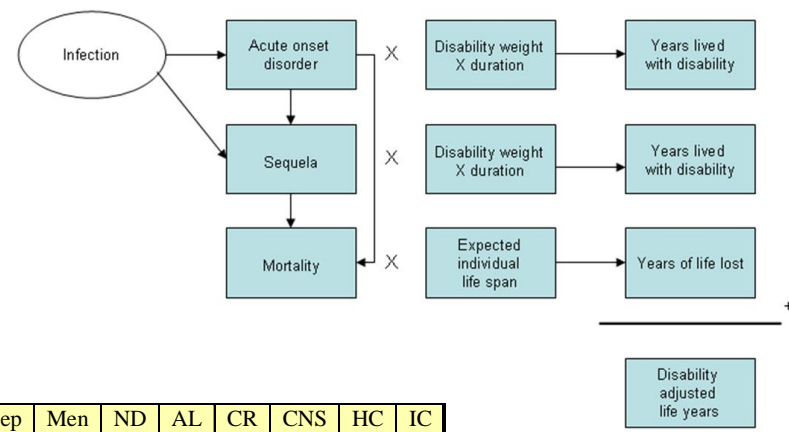 Infection
Acute onset
disorder
X
Disability weight
X duration
Years lived
with disability
Sequela
X
Disability weight
X duration
Years lived
with disability
Mortality
X
Expected
individual
life span
Years of life lost
+
Disability
adjusted
life years
Men ND AL CR CNS HC IC